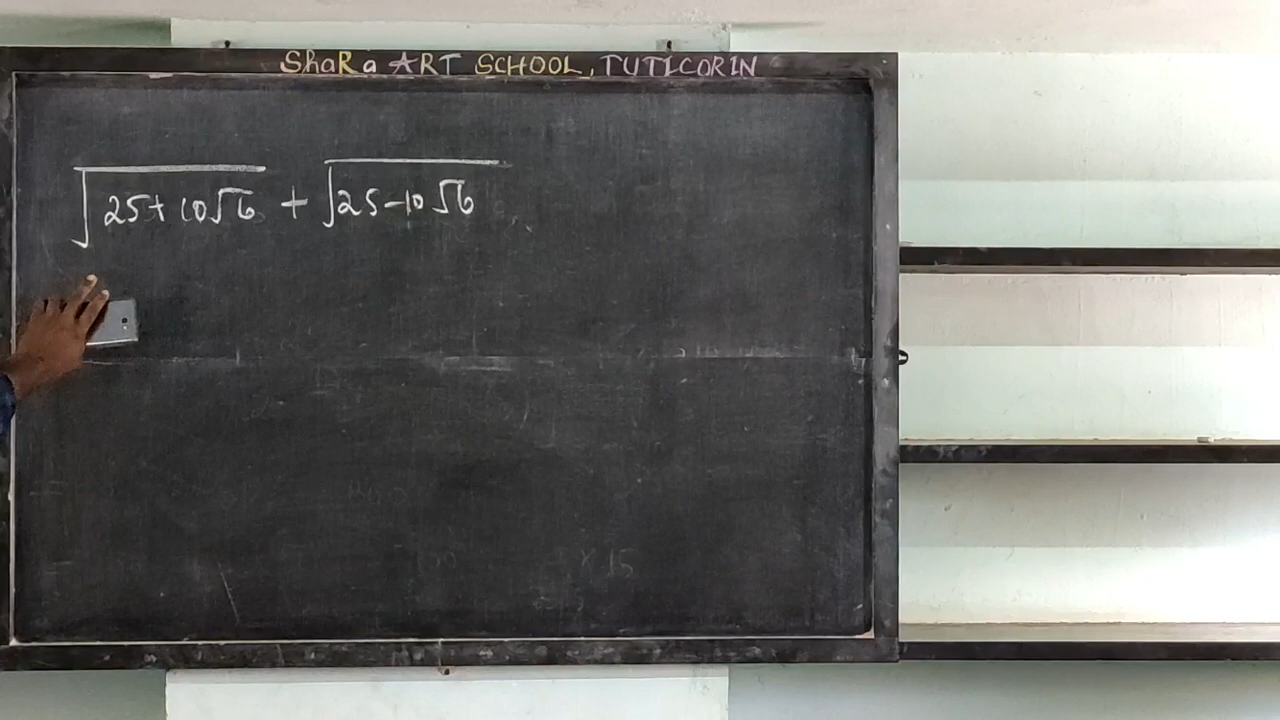 ShaRa ART SCHOOL, TUTICORIN
√25+10√6 + √25-10√6